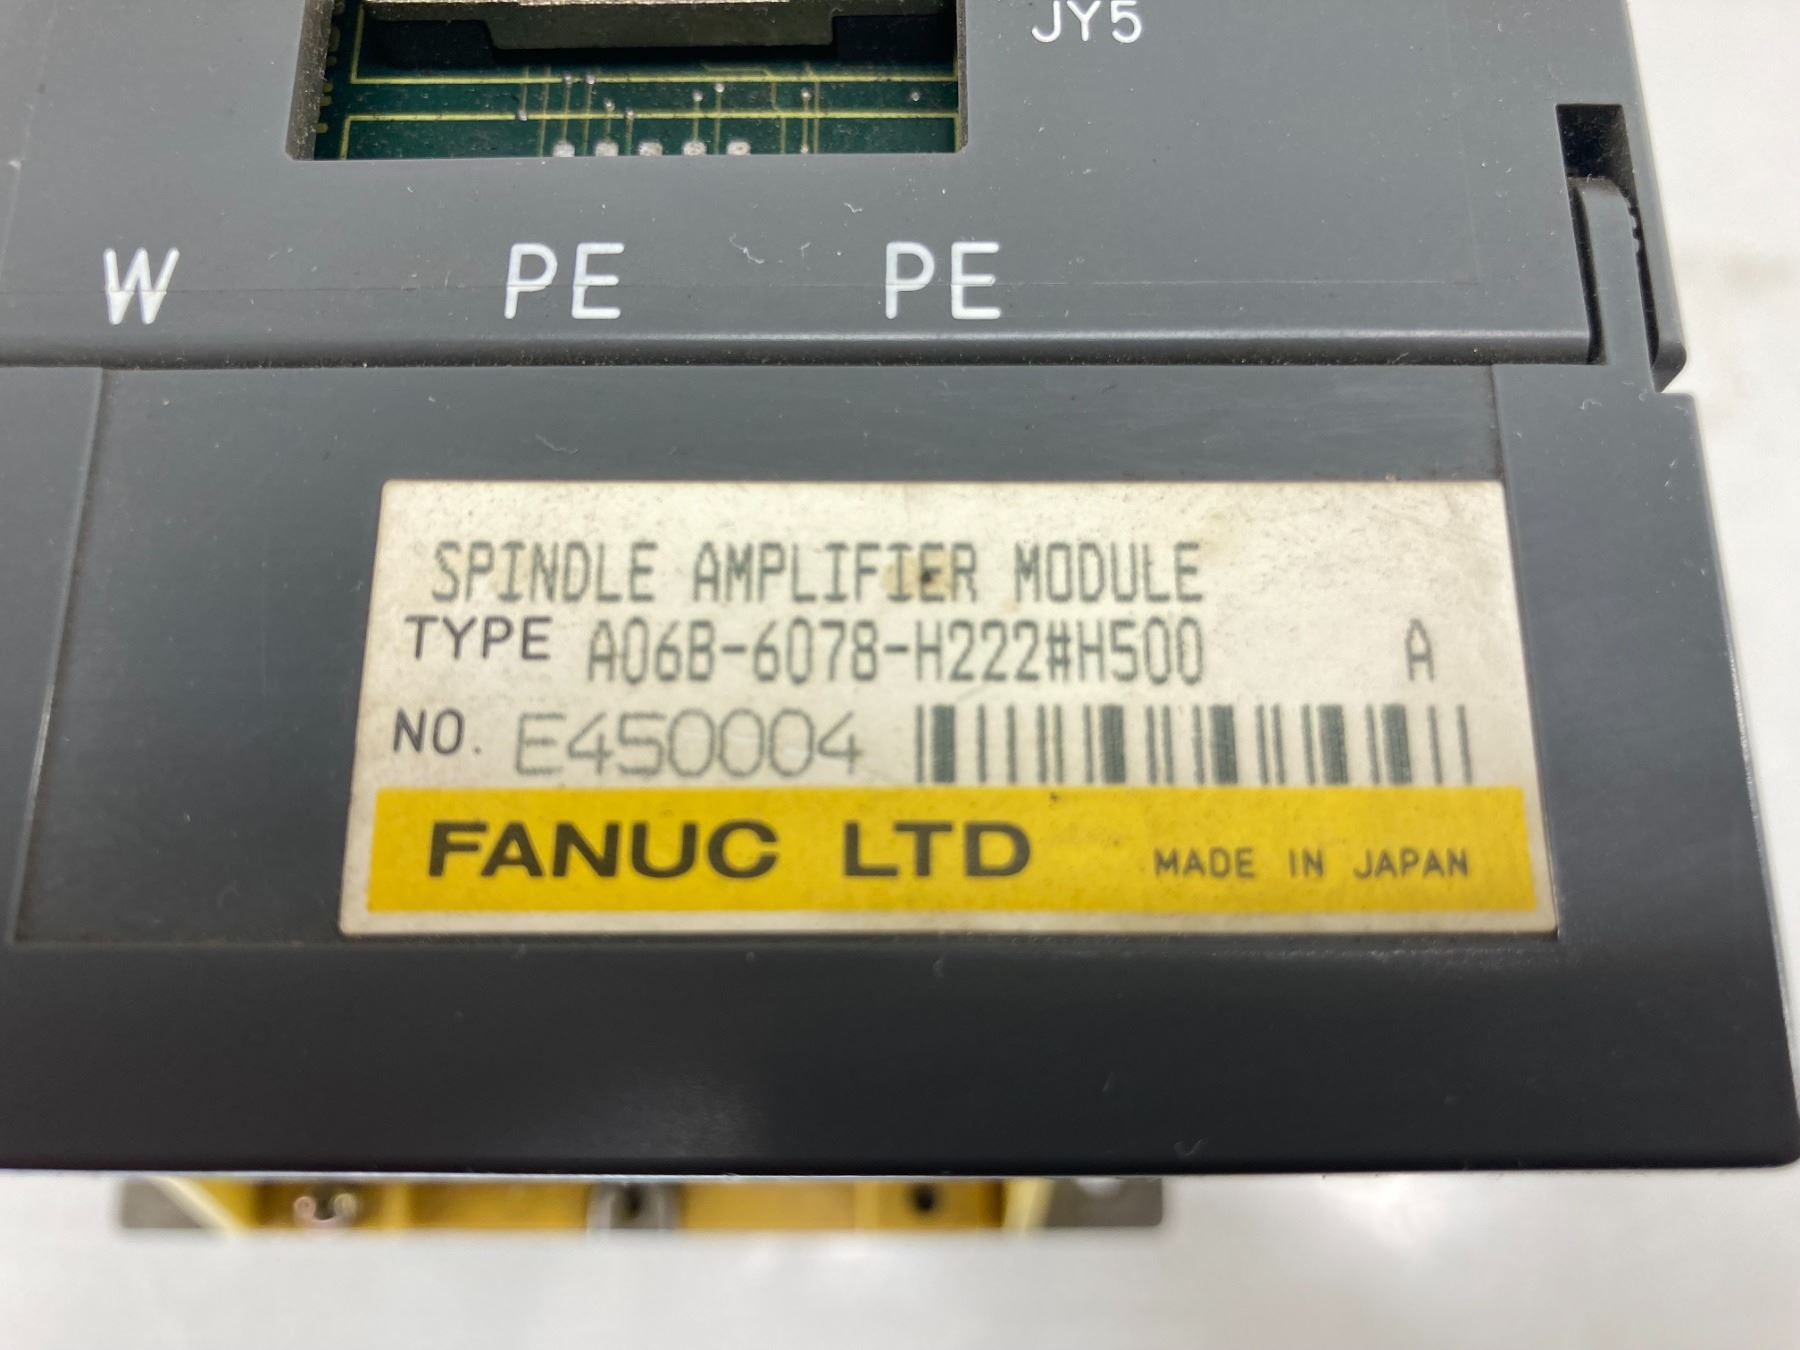 JY5
W PE PE
SPINDLE AMPLIFIER MODULE
TYPE A06B-6078-H222#H500 A
NO. E450004
FANUC LTD MADE IN JAPAN